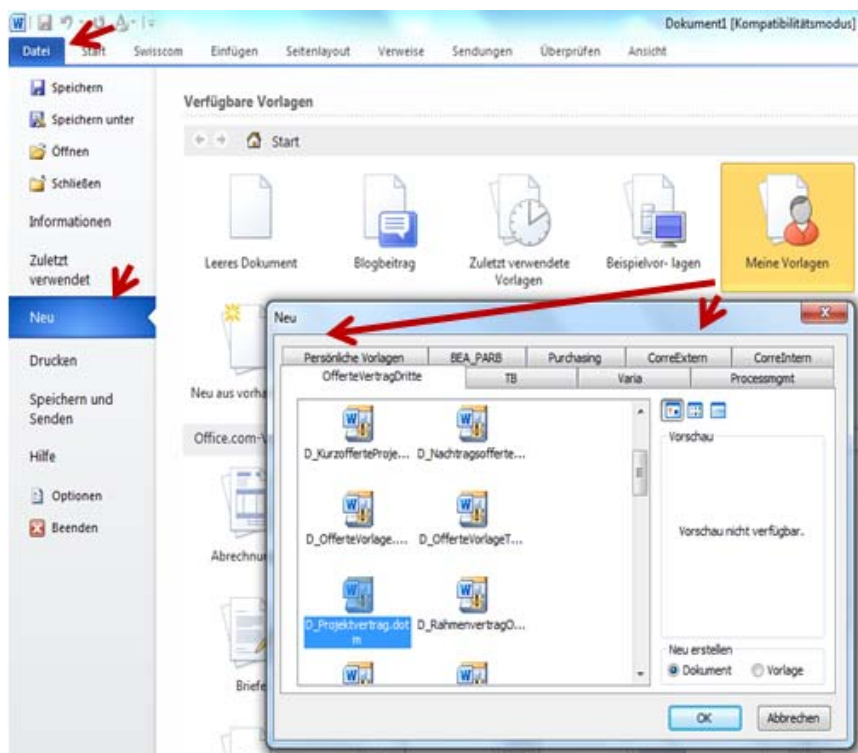 Dokument1 [Kompatibilitätsmodus]
Datei Start Swisscom Einfügen Seitenlayout Verweise Sendungen Überprüfen Ansicht
Speichern
Speichern unter
Öffnen
Schließen
Informationen
Zuletzt
verwendet
Neu
Drucken
Speichern und
Senden
Hilfe
Optionen
Beenden
Verfügbare Vorlagen
Start
Leeres Dokument
Blogbeitrag
Zuletzt verwendete
Vorlagen
Beispielvor- lagen
Meine Vorlagen
Neu aus vorha
Office.com-V
Abrechnun
Briefe
Neu
Persönliche Vorlagen BEA_PARB Purchasing CorreExtern CorreIntern
OfferteVertragDritte TB Varia Processmgmt
D_KurzofferteProje... D_Nachtragsofferte...
D_OfferteVorlage.... D_OfferteVorlageT...
D_Projektvertrag.dot
m
D_RahmenvertragO...
Vorschau
Vorschau nicht verfügbar.
Neu erstellen
Dokument Vorlage
OK Abbrechen